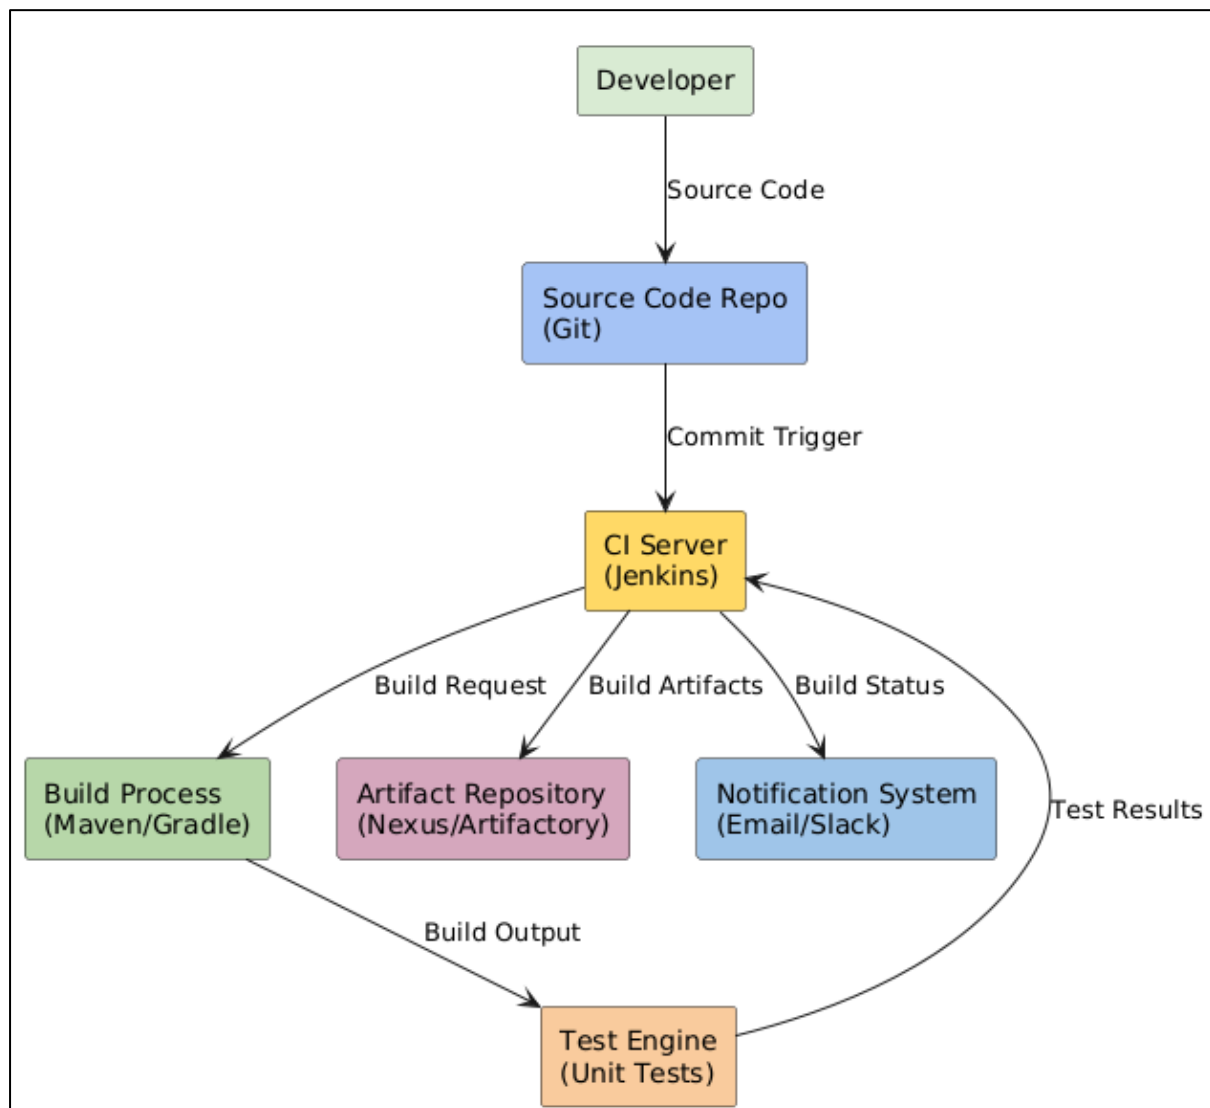 Developer
Source Code
Source Code Repo
(Git)
Commit Trigger
CI Server
(Jenkins)
Build Request
Build Artifacts
Build Status
Build Process
(Maven/Gradle)
Artifact Repository
(Nexus/Artifactory)
Notification System
(Email/Slack)
Test Results
Build Output
Test Engine
(Unit Tests)